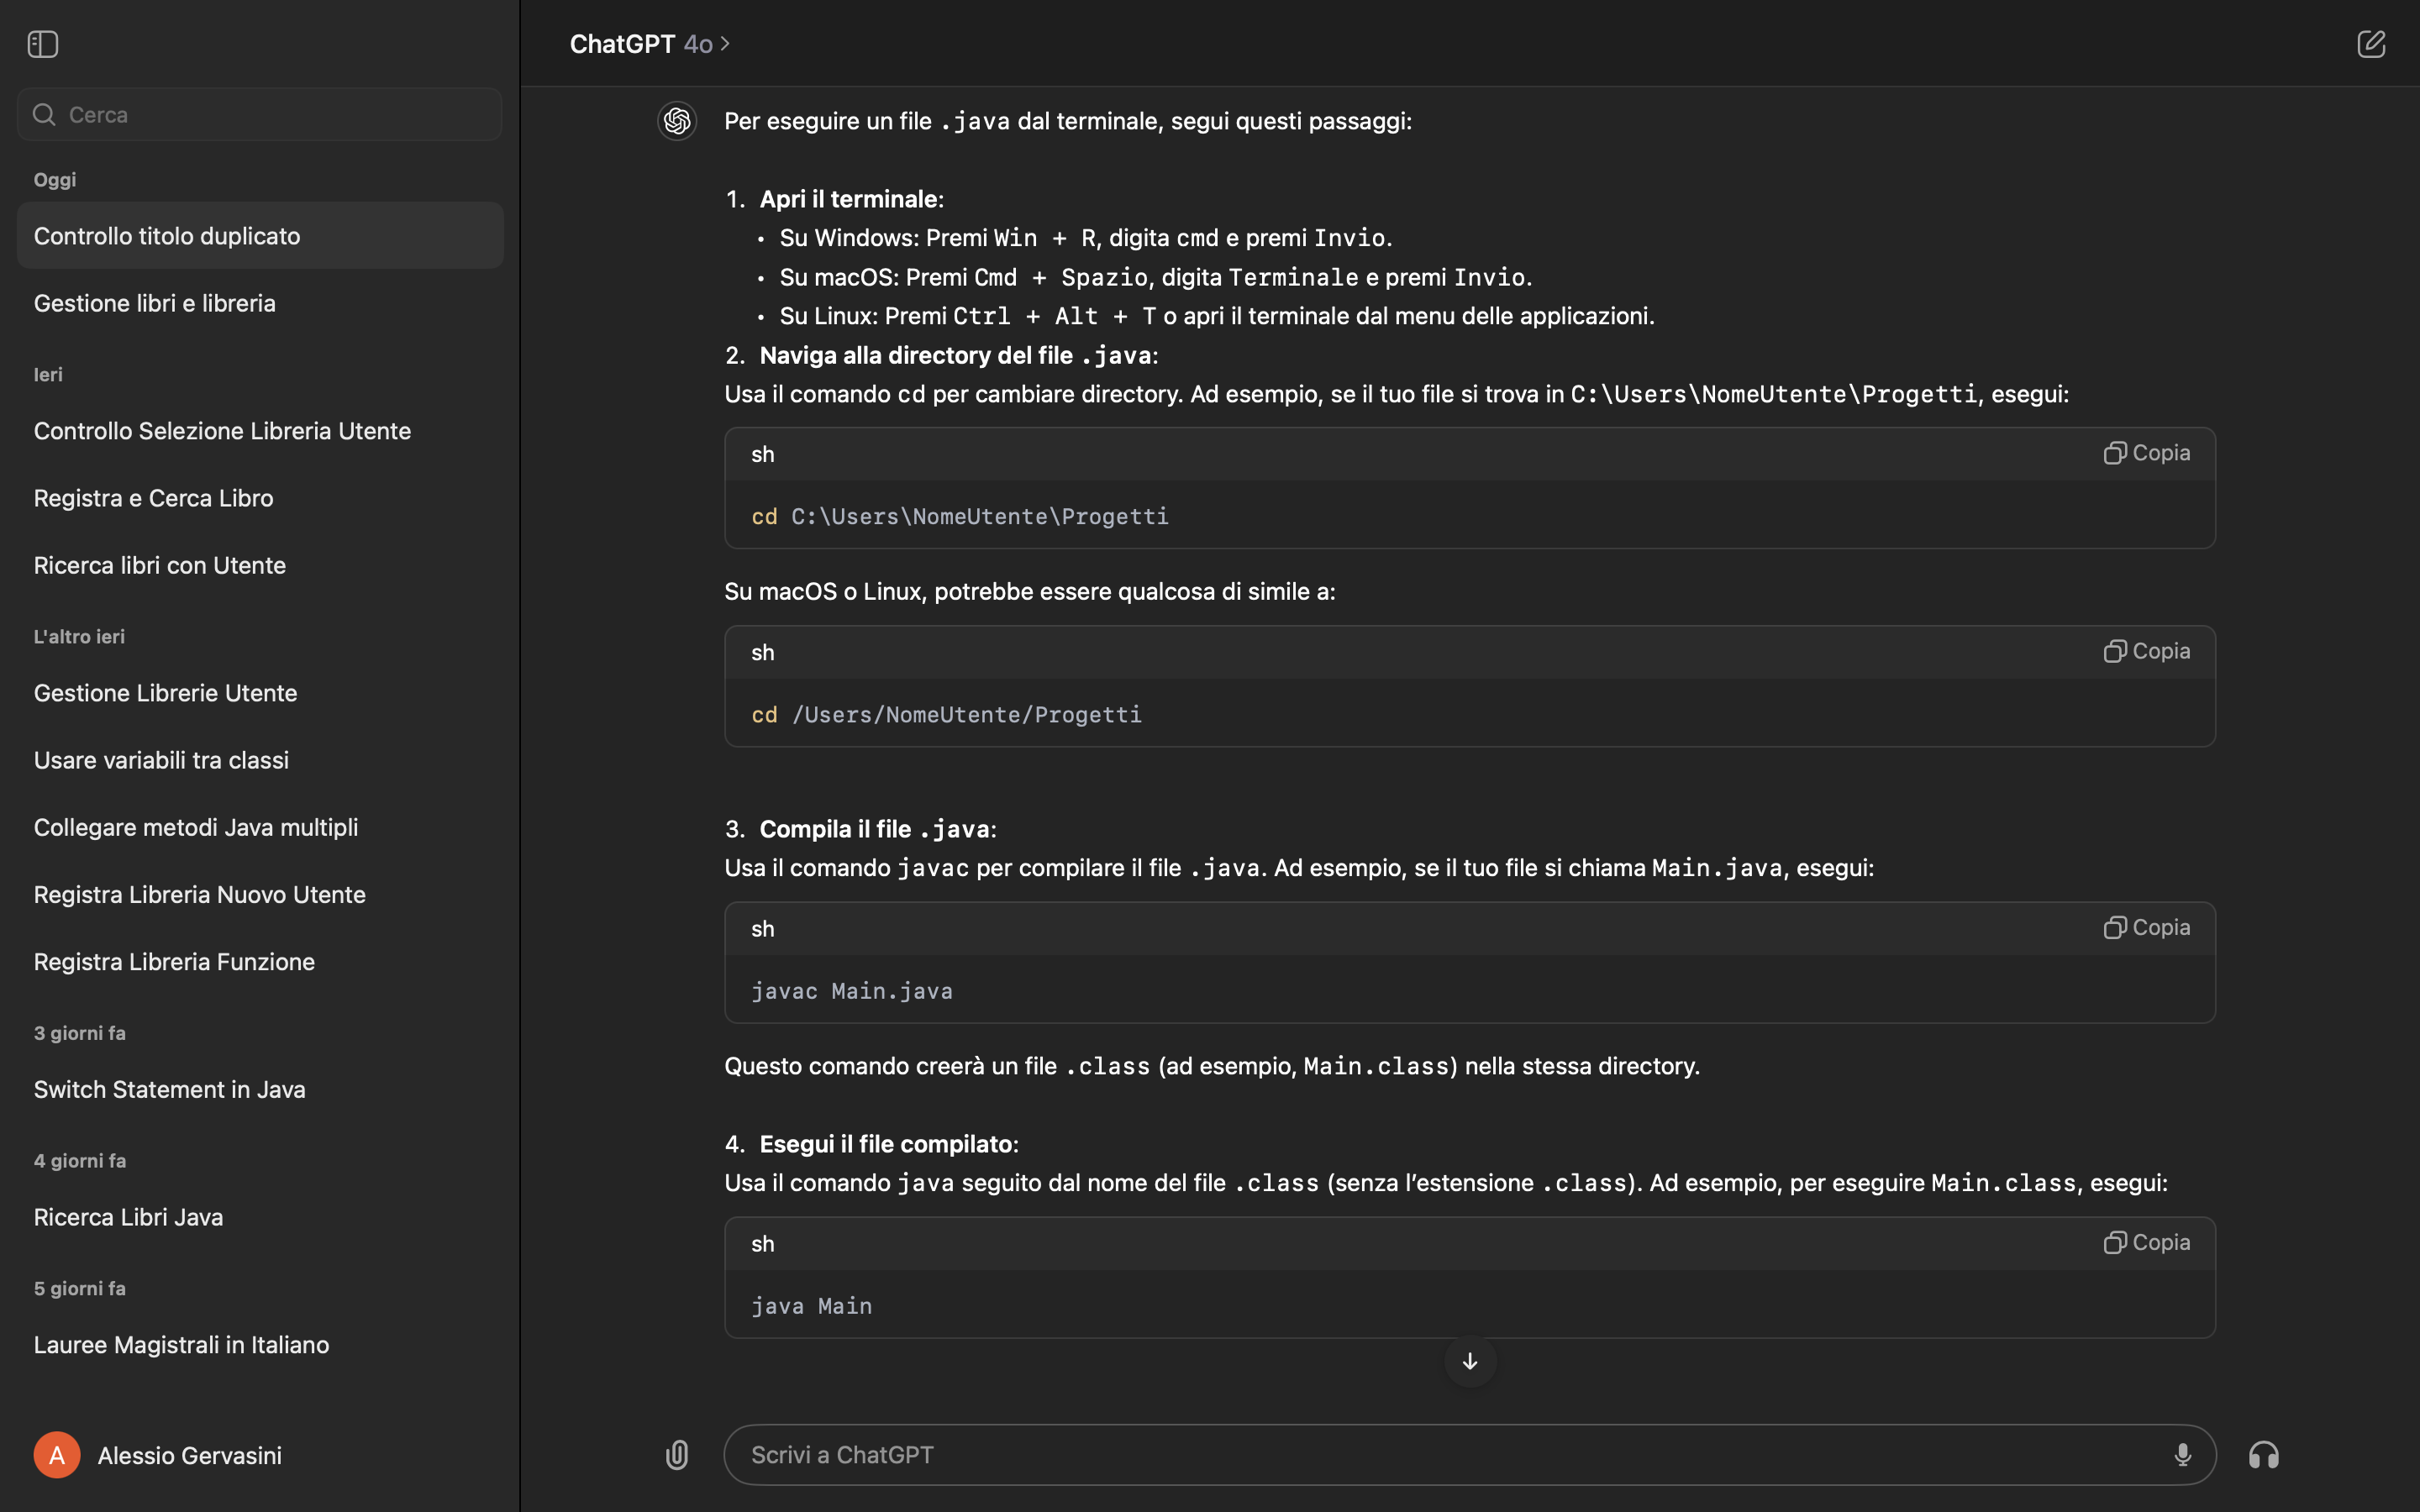 Cerca
Oggi
Controllo titolo duplicato
Gestione libri e libreria
Ieri
Controllo Selezione Libreria Utente
Registra e Cerca Libro
Ricerca libri con Utente
L'altro ieri
Gestione Librerie Utente
Usare variabili tra classi
Collegare metodi Java multipli
Registra Libreria Nuovo Utente
Registra Libreria Funzione
3 giorni fa
Switch Statement in Java
4 giorni fa
Ricerca Libri Java
5 giorni fa
Lauree Magistrali in Italiano
A Alessio Gervasini
ChatGPT 4o >
Per eseguire un file .java dal terminale, segui questi passaggi:
1. Apri il terminale:
• Su Windows: Premi Win + R, digita cmd e premi Invio.
• Su macOS: Premi Cmd + Spazio, digita Terminale e premi Invio.
• Su Linux: Premi Ctrl + Alt + T o apri il terminale dal menu delle applicazioni.
2. Naviga alla directory del file .java:
Usa il comando cd per cambiare directory. Ad esempio, se il tuo file si trova in C:\Users\NomeUtente\Progetti, esegui:
sh Copia
cd C:\Users\NomeUtente\Progetti
Su macOS o Linux, potrebbe essere qualcosa di simile a:
sh Copia
cd /Users/NomeUtente/Progetti
3. Compila il file .java:
Usa il comando javac per compilare il file .java. Ad esempio, se il tuo file si chiama Main.java, esegui:
sh Copia
javac Main.java
Questo comando creerà un file .class (ad esempio, Main.class) nella stessa directory.
4. Esegui il file compilato:
Usa il comando java seguito dal nome del file .class (senza l’estensione .class). Ad esempio, per eseguire Main.class, esegui:
sh Copia
java Main
Scrivi a ChatGPT